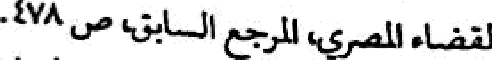 لقضاء المصري، المرجع السابق، ص ٤٧٨.